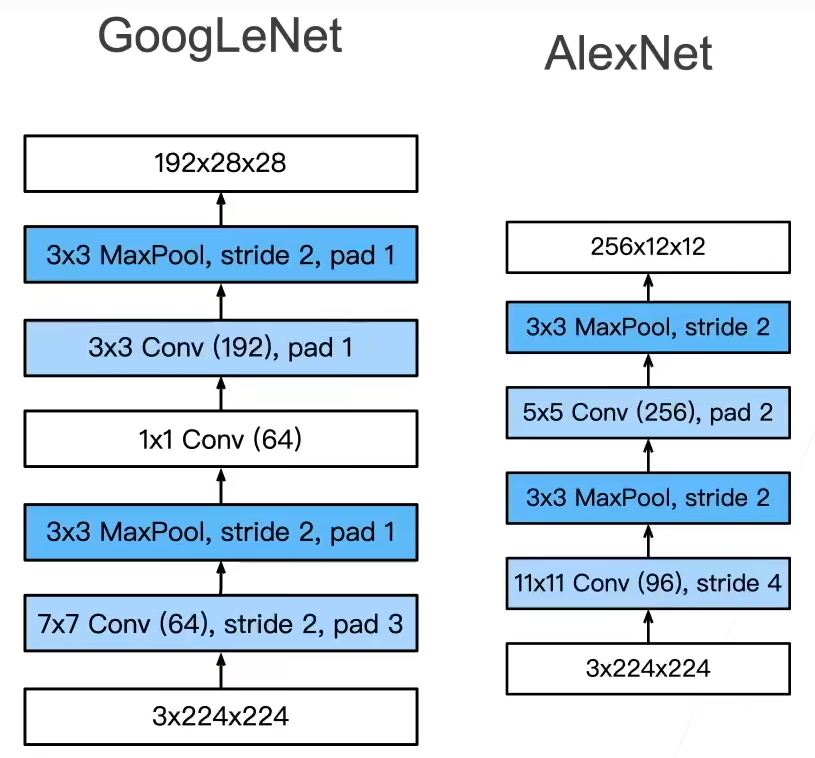 GoogLeNet
192x28x28
3x3 MaxPool, stride 2, pad 1
3x3 Conv (192), pad 1
1x1 Conv (64)
3x3 MaxPool, stride 2, pad 1
7x7 Conv (64), stride 2, pad 3
3x224x224
AlexNet
256x12x12
3x3 MaxPool, stride 2
5x5 Conv (256), pad 2
3x3 MaxPool, stride 2
11x11 Conv (96), stride 4
3x224x224